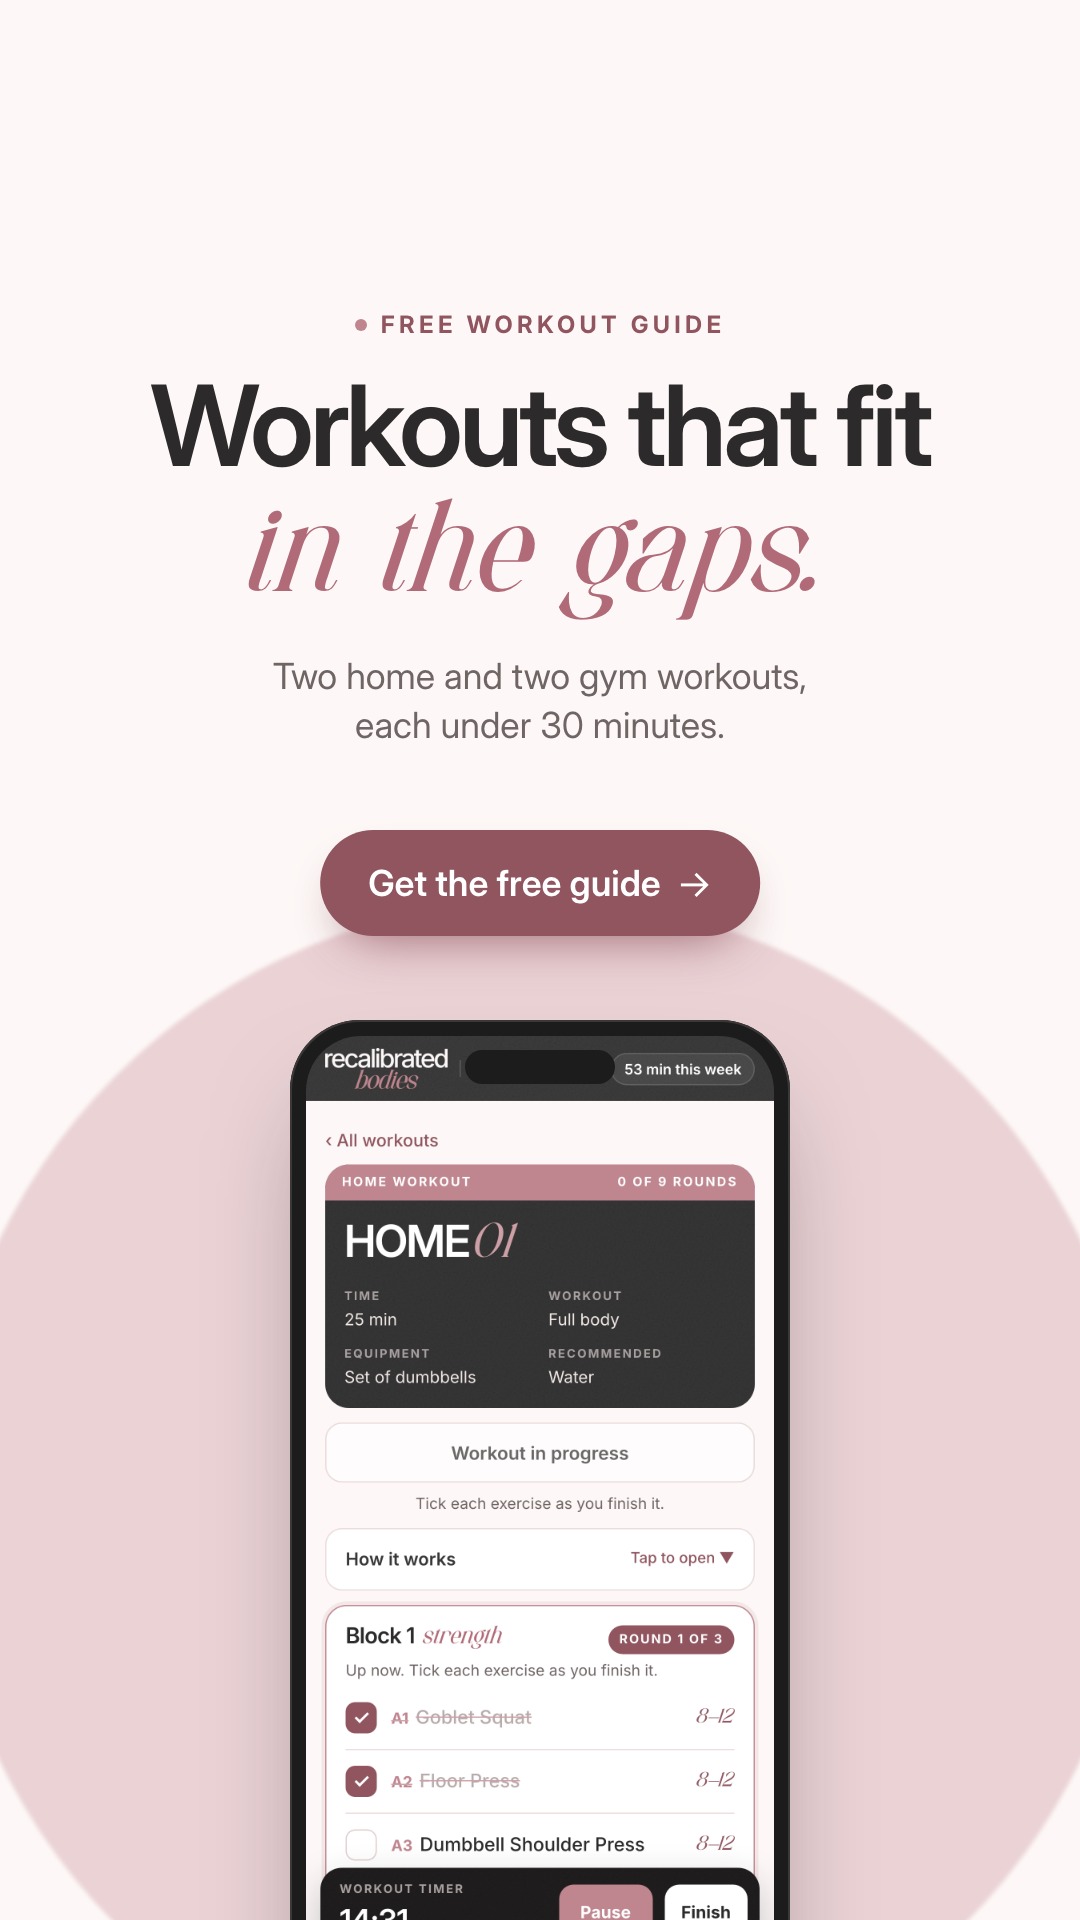 FREE WORKOUT GUIDE
Workouts that fit
in the gaps.
Two home and two gym workouts,
each under 30 minutes.
Get the free guide →
recalibrated
bodies
53 min this week
‹ All workouts
HOME WORKOUT 0 OF 9 ROUNDS
HOME 01
TIME WORKOUT
25 min Full body
EQUIPMENT RECOMMENDED
Set of dumbbells Water
Workout in progress
Tick each exercise as you finish it.
How it works Tap to open ▼
Block 1 strength ROUND 1 OF 3
Up now. Tick each exercise as you finish it.
A1 Goblet Squat 8–12
A2 Floor Press 8–12
A3 Dumbbell Shoulder Press 8–12
WORKOUT TIMER
14:31 Pause Finish